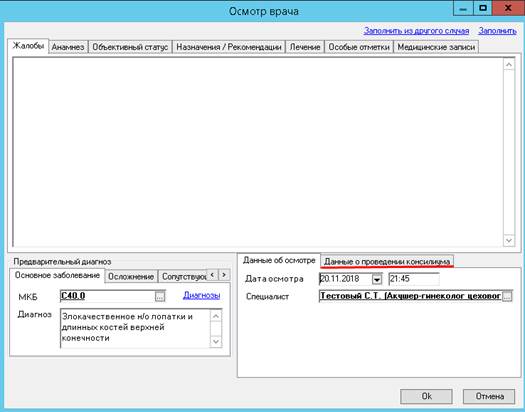 Осмотр врача
Заполнить из другого случая Заполнить
Жалобы Анамнез Объективный статус Назначения / Рекомендации Лечение Особые отметки Медицинские записи
Предварительный диагноз
Основное заболевание Осложнение Сопутствующ
МКБ C40.0 ... Диагнозы
Диагноз Злокачественное н/о лопатки и
длинных костей верхней
конечности
Данные об осмотре Данные о проведении консилиума
Дата осмотра 20.11.2018 21:45
Специалист Тестовый С.Т. (Акушер-гинеколог цеховог ...
Ok Отмена